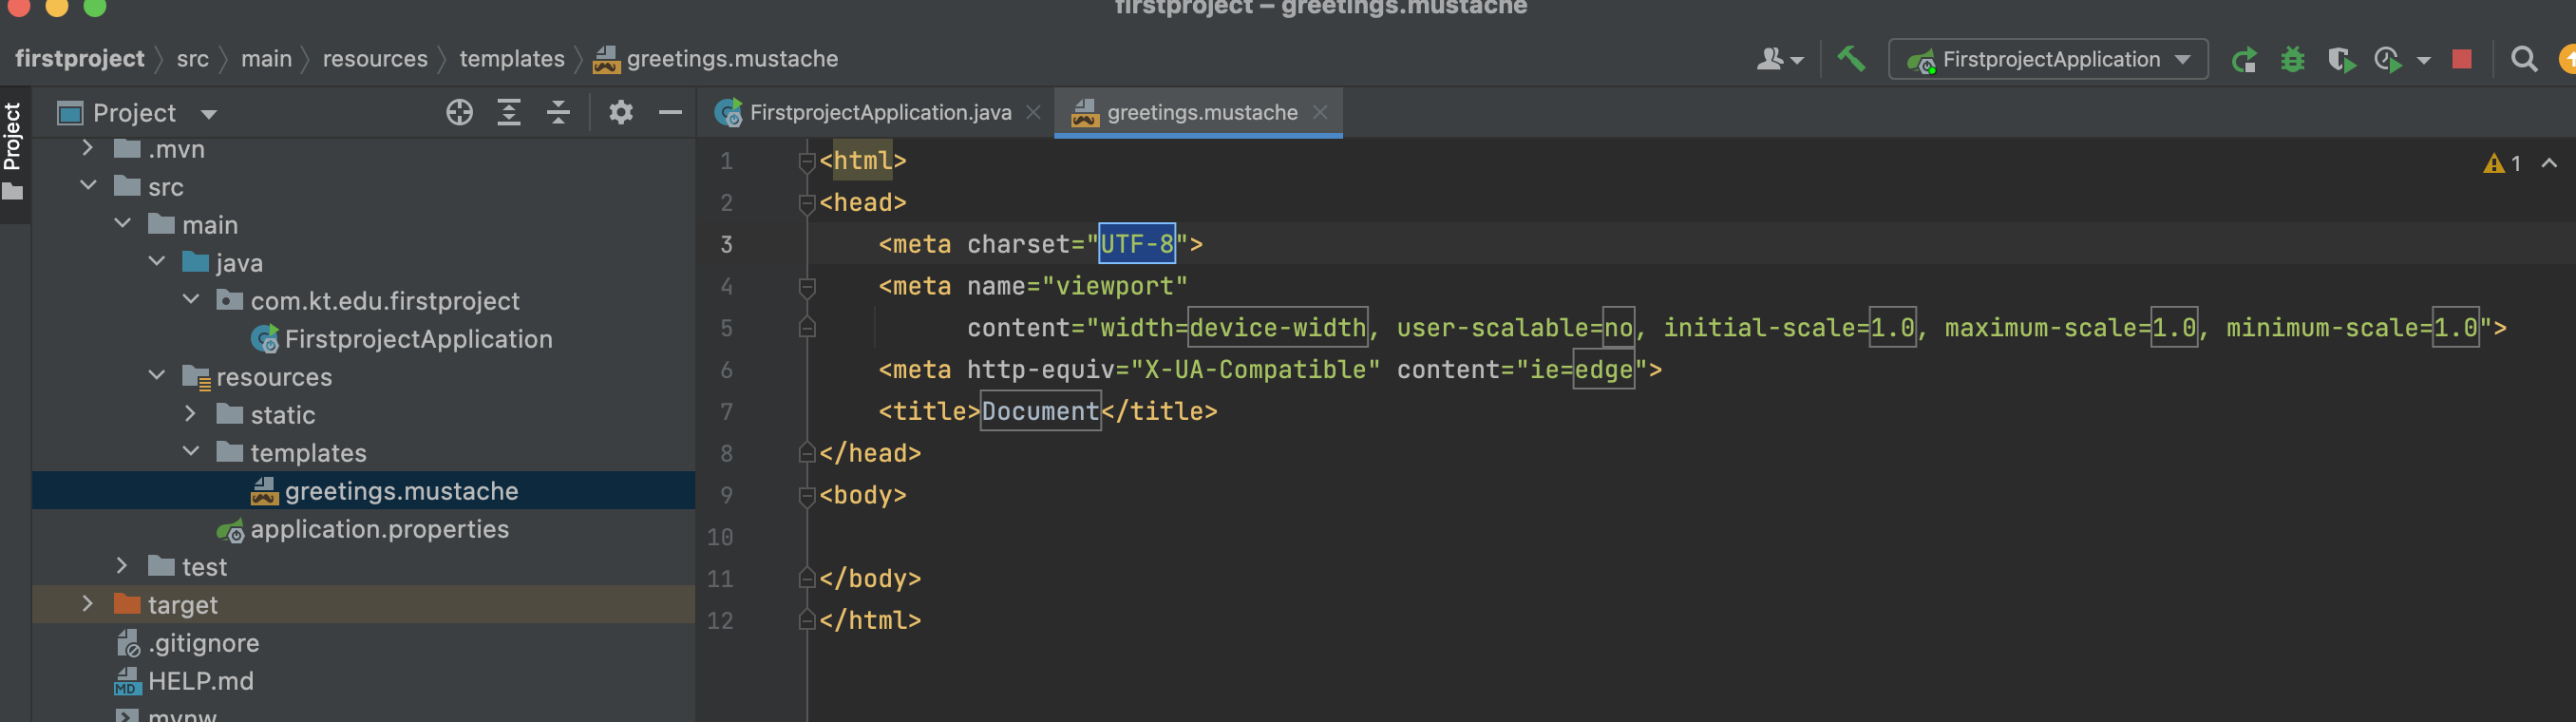 firstproject – greetings.mustache
firstproject src main resources templates greetings.mustache
FirstprojectApplication
Project
Project
FirstprojectApplication.java
greetings.mustache
.mvn
src
main
java
com.kt.edu.firstproject
FirstprojectApplication
resources
static
templates
greetings.mustache
application.properties
test
target
.gitignore
MD HELP.md
mvnw
1
1 <html>
2 <head>
3 <meta charset="UTF-8">
4 <meta name="viewport"
5 content="width=device-width, user-scalable=no, initial-scale=1.0, maximum-scale=1.0, minimum-scale=1.0">
6 <meta http-equiv="X-UA-Compatible" content="ie=edge">
7 <title>Document</title>
8 </head>
9 <body>
10
11 </body>
12 </html>